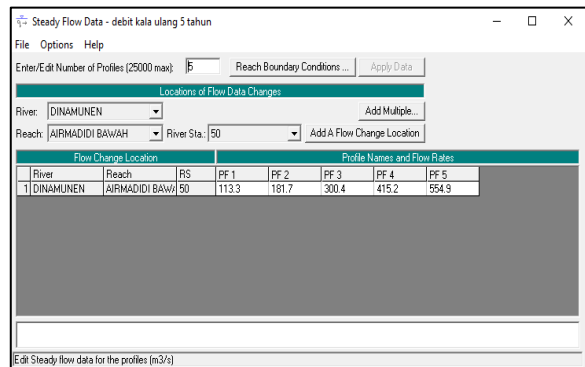 Steady Flow Data - debit kala ulang 5 tahun
File Options Help
Enter/Edit Number of Profiles (25000 max): 5 Reach Boundary Conditions ... Apply Data
Locations of Flow Data Changes
River: DINAMUNEN Add Multiple...
Reach: AIRMADIDI BAWAH River Sta.: 50 Add A Flow Change Location
Flow Change Location Profile Names and Flow Rates
River Reach RS PF 1 PF 2 PF 3 PF 4 PF 5
1 DINAMUNEN AIRMADIDI BAWA 50 113.3 181.7 300.4 415.2 554.9
Edit Steady flow data for the profiles (m3/s)